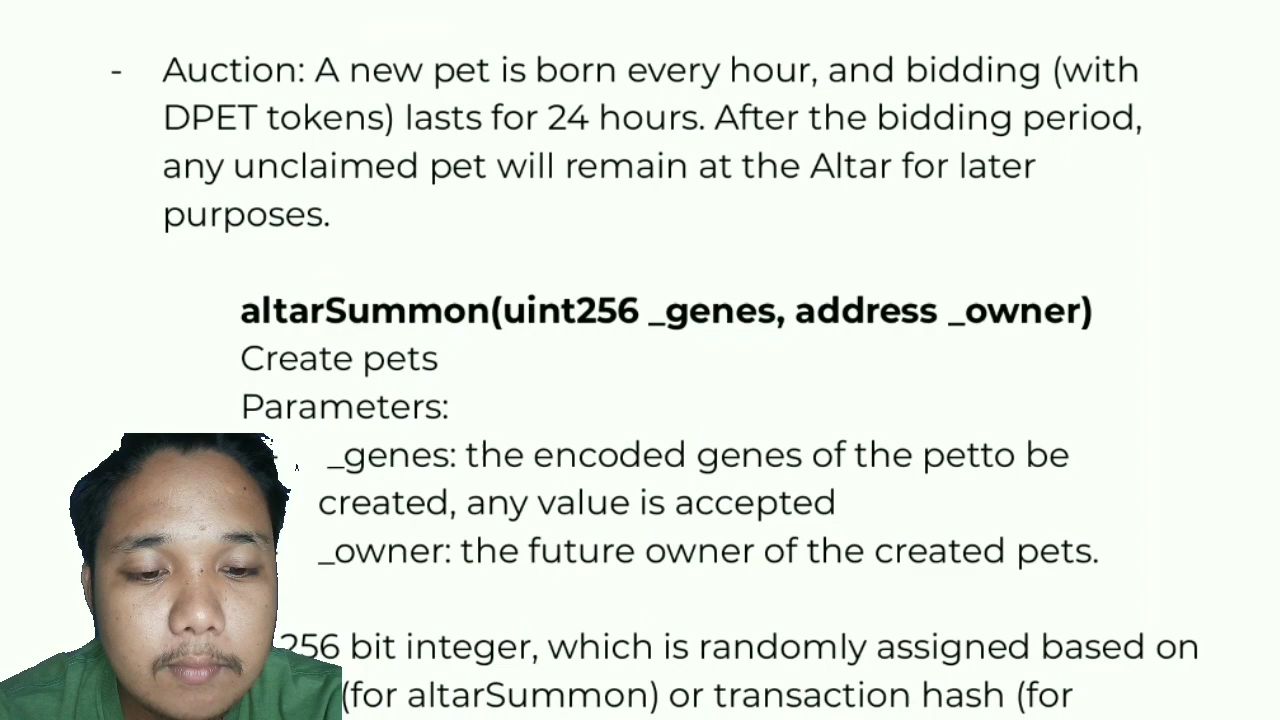 - Auction: A new pet is born every hour, and bidding (with
DPET tokens) lasts for 24 hours. After the bidding period,
any unclaimed pet will remain at the Altar for later
purposes.
altarSummon(uint256 _genes, address _owner)
Create pets
Parameters:
_genes: the encoded genes of the petto be
created, any value is accepted
_owner: the future owner of the created pets.
256 bit integer, which is randomly assigned based on
(for altarSummon) or transaction hash (for